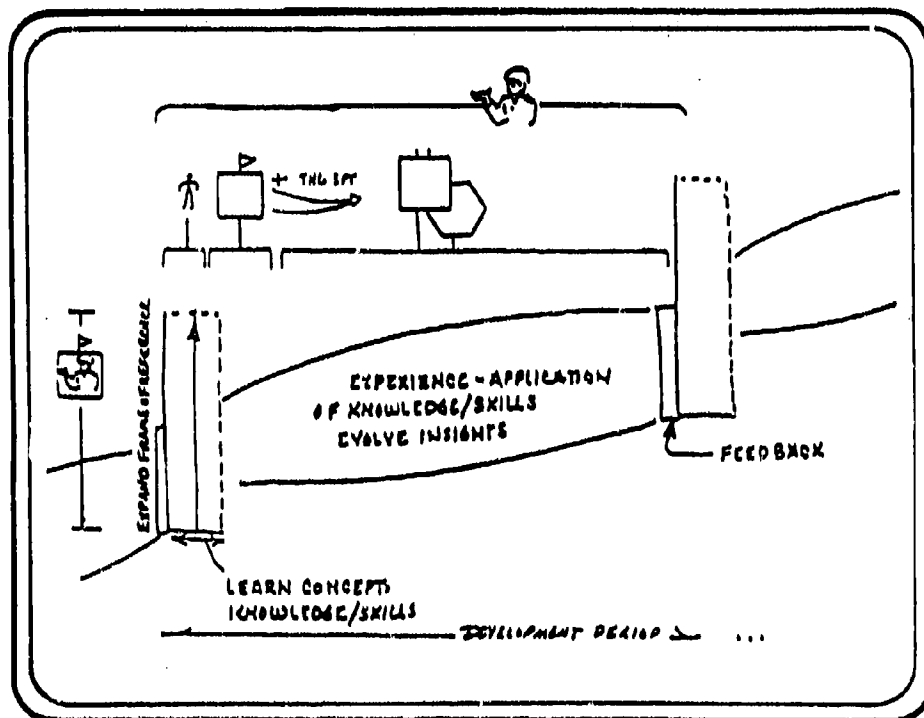 + TNG SPT
EXPAND FRAME OF REFERENCE
EXPERIENCE - APPLICATION
OF KNOWLEDGE/SKILLS
EVOLVE INSIGHTS
FEEDBACK
LEARN CONCEPTS
KNOWLEDGE/SKILLS
DEVELOPMENT PERIOD ...